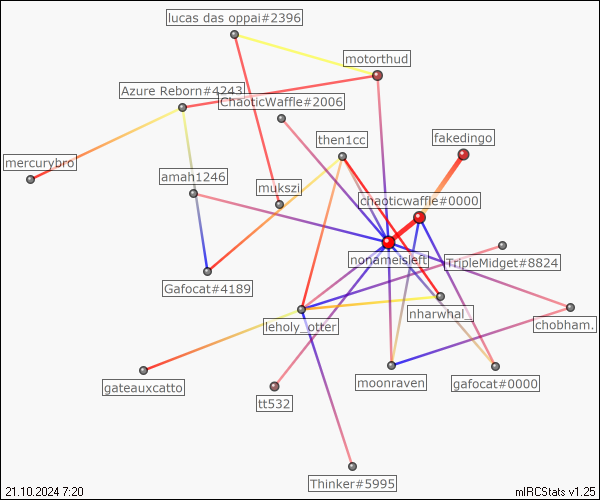 lucas das oppai#2396
motorthud
Azure Reborn#4243
ChaoticWaffle#2006
then1cc
fakedingo
mercurybro
amah1246
mukszi
chaoticwaffle#0000
nonameisleft
TripleMidget#8824
Gafocat#4189
nharwhal_
chobham.
leholy_otter
gateauxcatto
moonraven
gafocat#0000
tt532
Thinker#5995
21.10.2024 7:20
mIRCStats v1.25